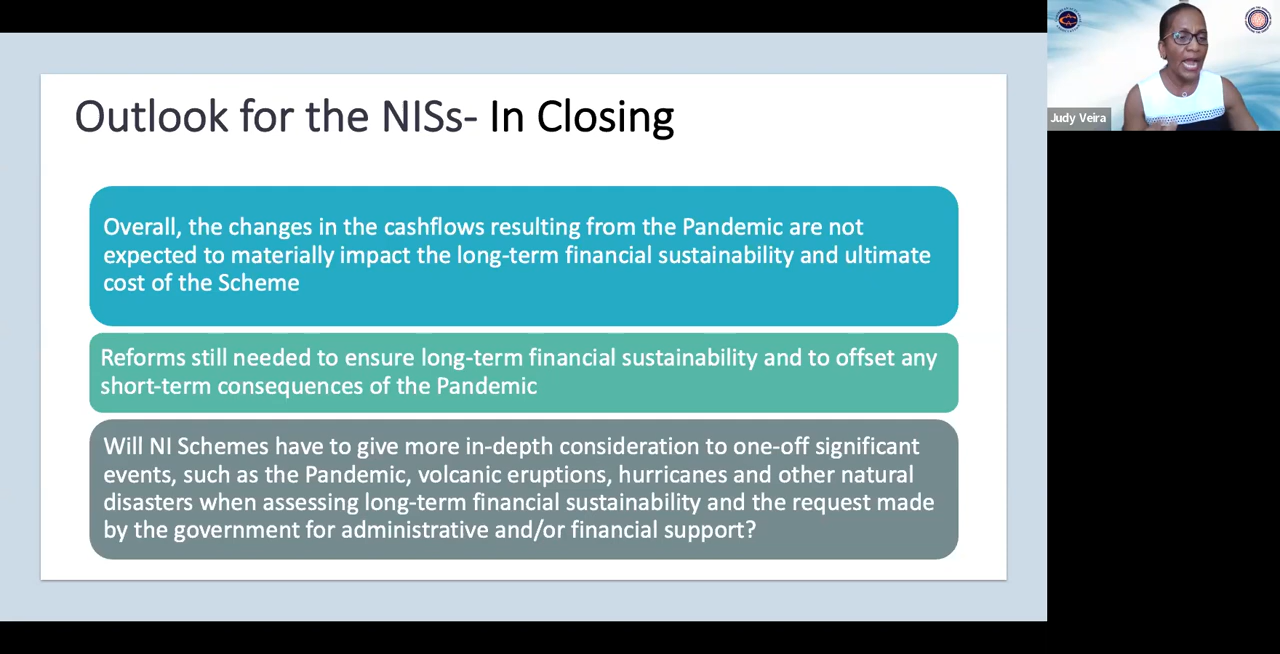 Outlook for the NISs- In Closing
Overall, the changes in the cashflows resulting from the Pandemic are not
expected to materially impact the long-term financial sustainability and ultimate
cost of the Scheme
Reforms still needed to ensure long-term financial sustainability and to offset any
short-term consequences of the Pandemic
Will NI Schemes have to give more in-depth consideration to one-off significant
events, such as the Pandemic, volcanic eruptions, hurricanes and other natural
disasters when assessing long-term financial sustainability and the request made
by the government for administrative and/or financial support?
Judy Veira